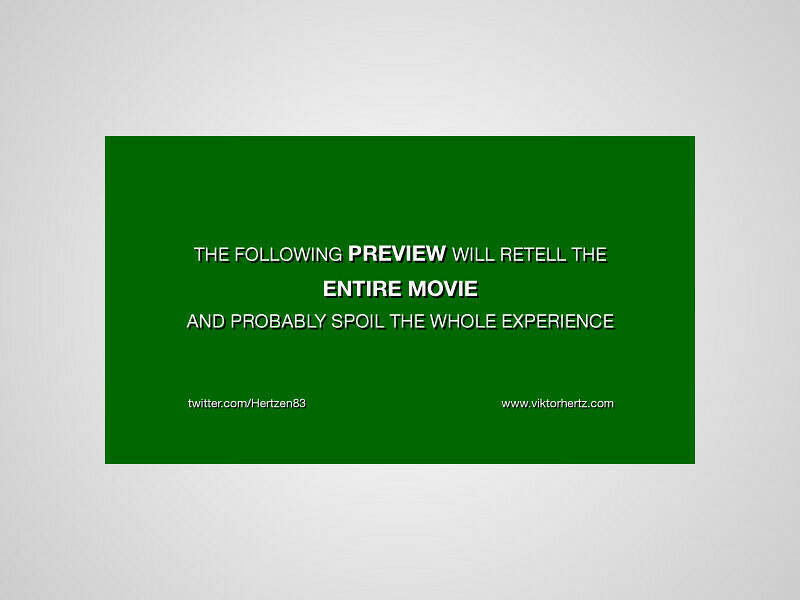 THE FOLLOWING PREVIEW WILL RETELL THE
ENTIRE MOVIE
AND PROBABLY SPOIL THE WHOLE EXPERIENCE
twitter.com/Hertzen83
www.viktorhertz.com